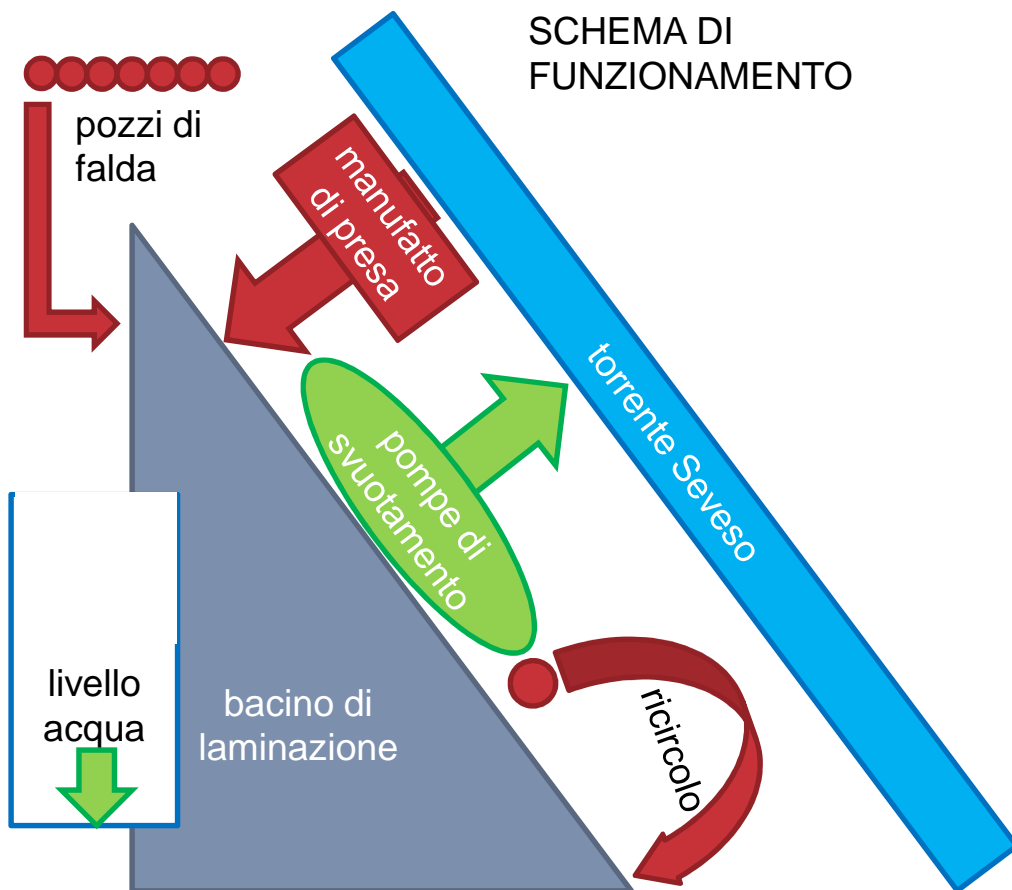 SCHEMA DI
FUNZIONAMENTO
pozzi di
falda
manufatto
di presa
torrente Seveso
pompe di
svuotamento
livello
acqua
bacino di
laminazione
ricircolo